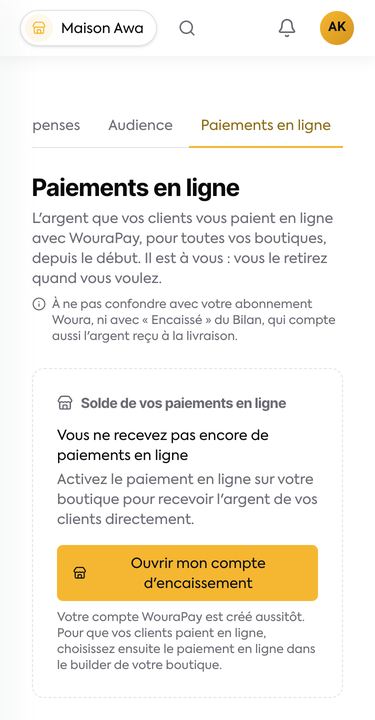 Maison Awa
AK
penses Audience Paiements en ligne
Paiements en ligne
L'argent que vos clients vous paient en ligne
avec WouraPay, pour toutes vos boutiques,
depuis le début. Il est à vous : vous le retirez
quand vous voulez.
À ne pas confondre avec votre abonnement
Woura, ni avec « Encaissé » du Bilan, qui compte
aussi l'argent reçu à la livraison.
Solde de vos paiements en ligne
Vous ne recevez pas encore de
paiements en ligne
Activez le paiement en ligne sur votre
boutique pour recevoir l'argent de vos
clients directement.
Ouvrir mon compte
d'encaissement
Votre compte WouraPay est créé aussitôt.
Pour que vos clients paient en ligne,
choisissez ensuite le paiement en ligne dans
le builder de votre boutique.